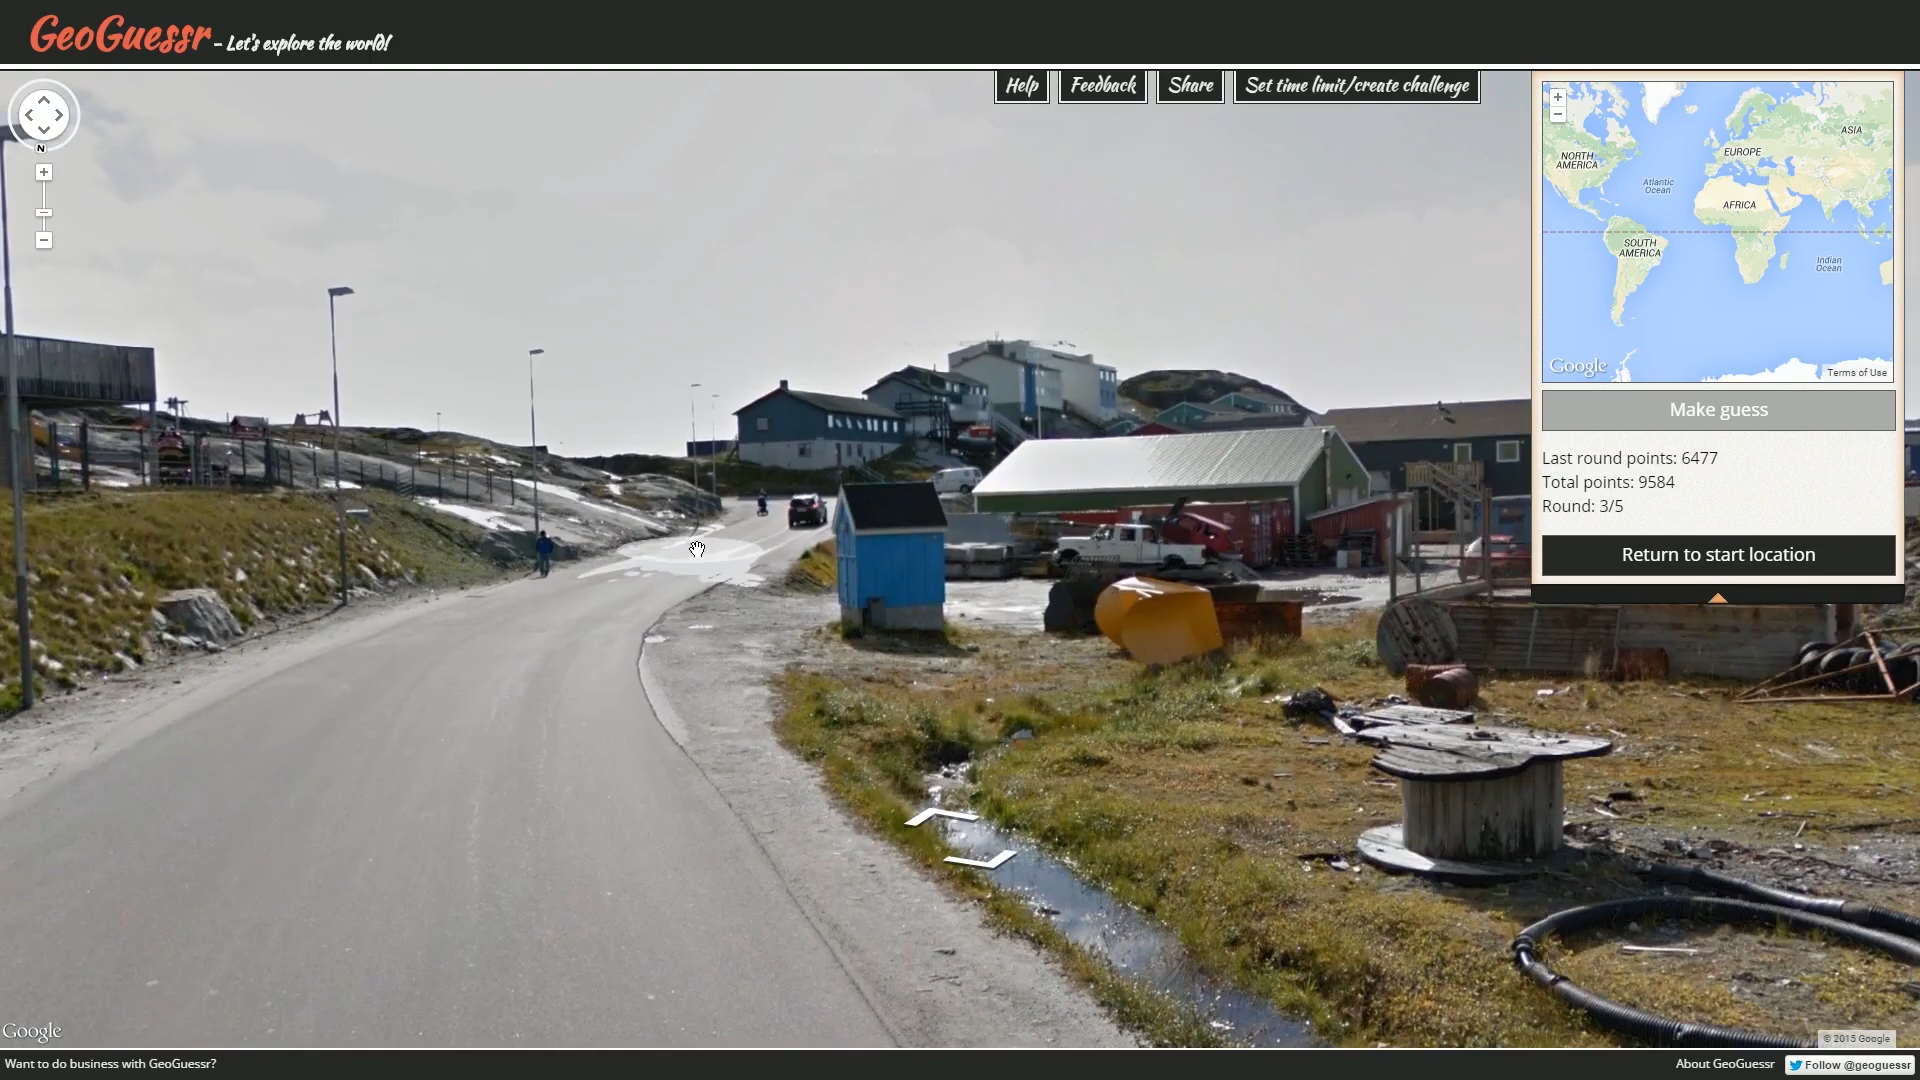 GeoGuessr - Let's explore the world!
Help
Feedback
Share
Set time limit/create challenge
N
+
−
+
−
NORTH
AMERICA
ASIA
EUROPE
Atlantic
Ocean
AFRICA
SOUTH
AMERICA
Indian
Ocean
Google
Terms of Use
Make guess
Last round points: 6477
Total points: 9584
Round: 3/5
Return to start location
Google
© 2015 Google
Want to do business with GeoGuessr?
About GeoGuessr
Follow @geoguessr